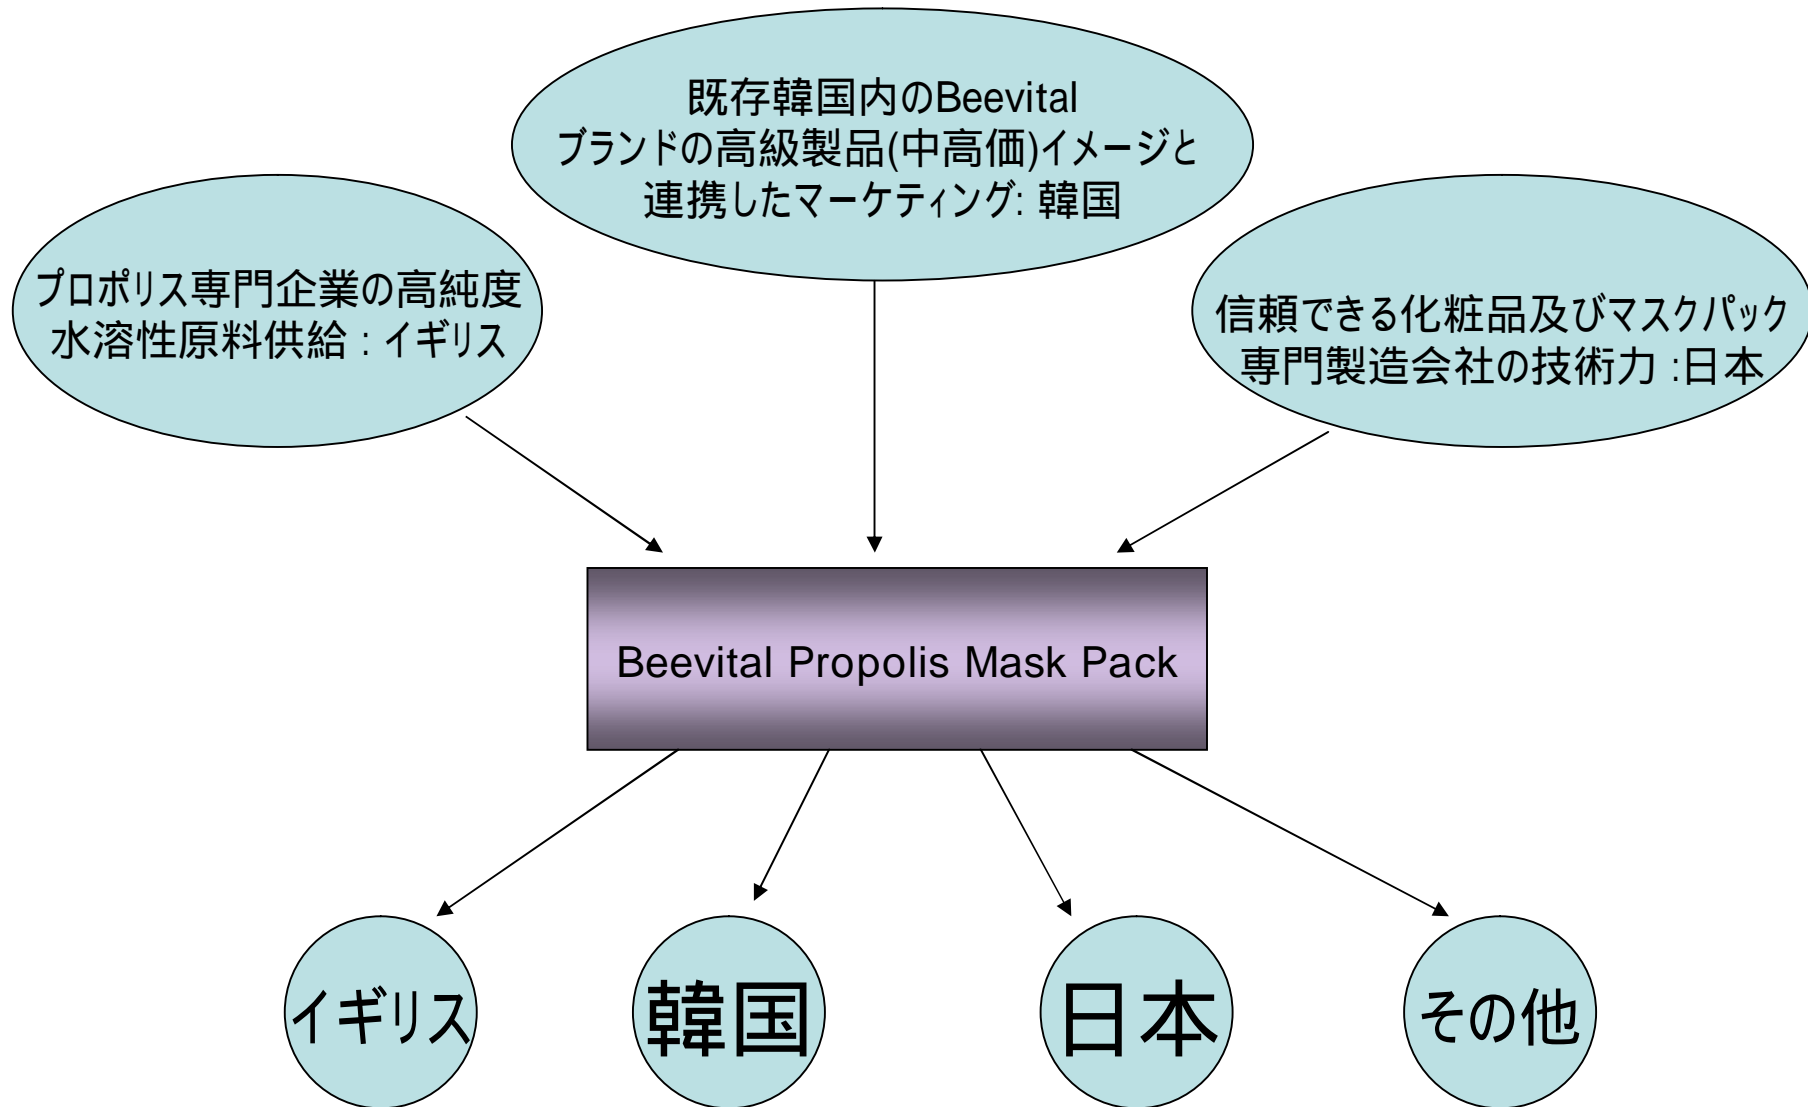 既存韓国内のBeevital
ブランドの高級製品(中高価)イメージと
連携したマーケティング: 韓国
プロポリス専門企業の高純度
水溶性原料供給 : イギリス
信頼できる化粧品及びマスクパック
専門製造会社の技術力 :日本
Beevital Propolis Mask Pack
イギリス
韓国
日本
その他